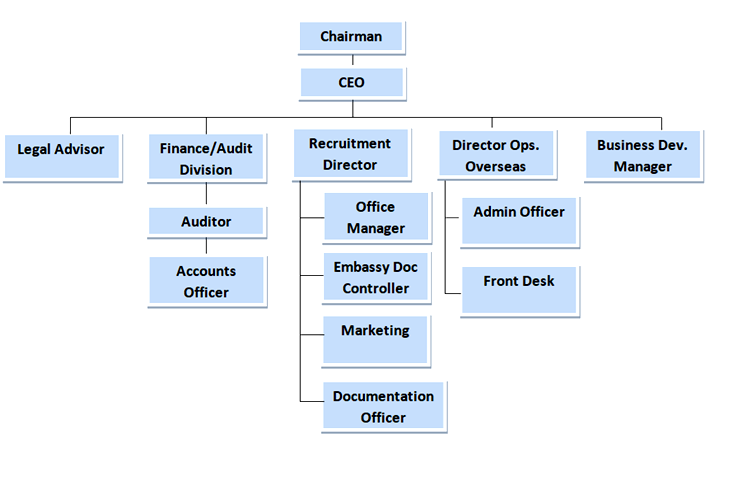 Chairman
CEO
Legal Advisor
Finance/Audit
Division
Recruitment
Director
Director Ops.
Overseas
Business Dev.
Manager
Auditor
Accounts
Officer
Office
Manager
Embassy Doc
Controller
Marketing
Documentation
Officer
Admin Officer
Front Desk